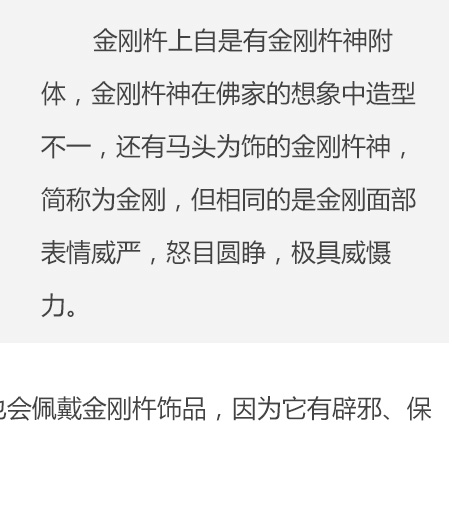 金刚杵上自是有金刚杵神附
体，金刚杵神在佛家的想象中造型
不一，还有马头为饰的金刚杵神，
简称为金刚，但相同的是金刚面部
表情威严，怒目圆睁，极具威慑
力。
会佩戴金刚杵饰品，因为它有辟邪、保